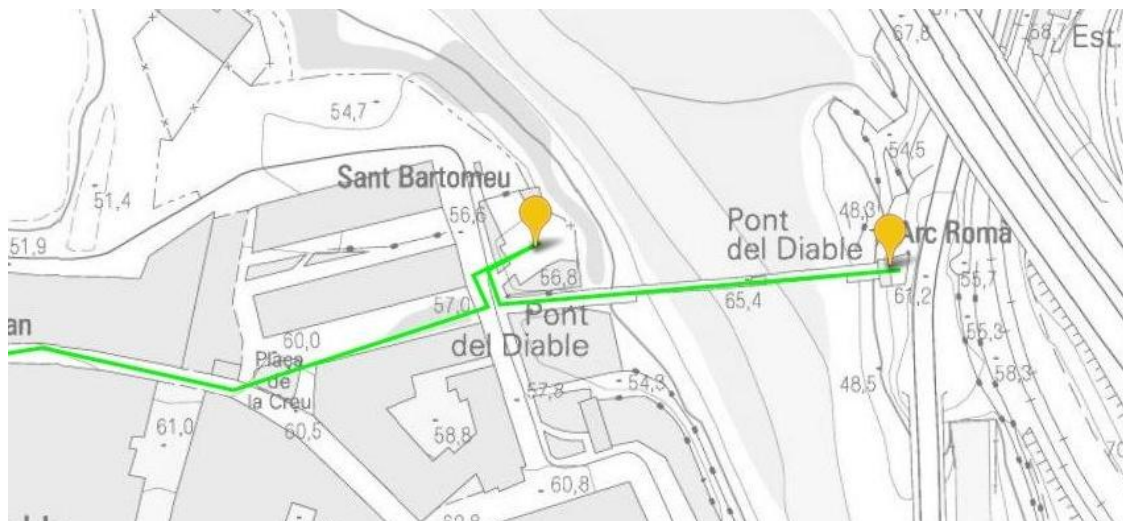 67,8
58,7
Est.
54,7
54,5
Sant Bartomeu
51,4
56,6
48,3
Pont
del Diable
Arc Romà
51,9
56,8
55,7
65,4
61,2
57,0
Pont
del Diable
an
60,0
55,3
Plaça
de
la Creu
57,8
54,3
48,5
58,3
61,0
60,5
58,8
60,8